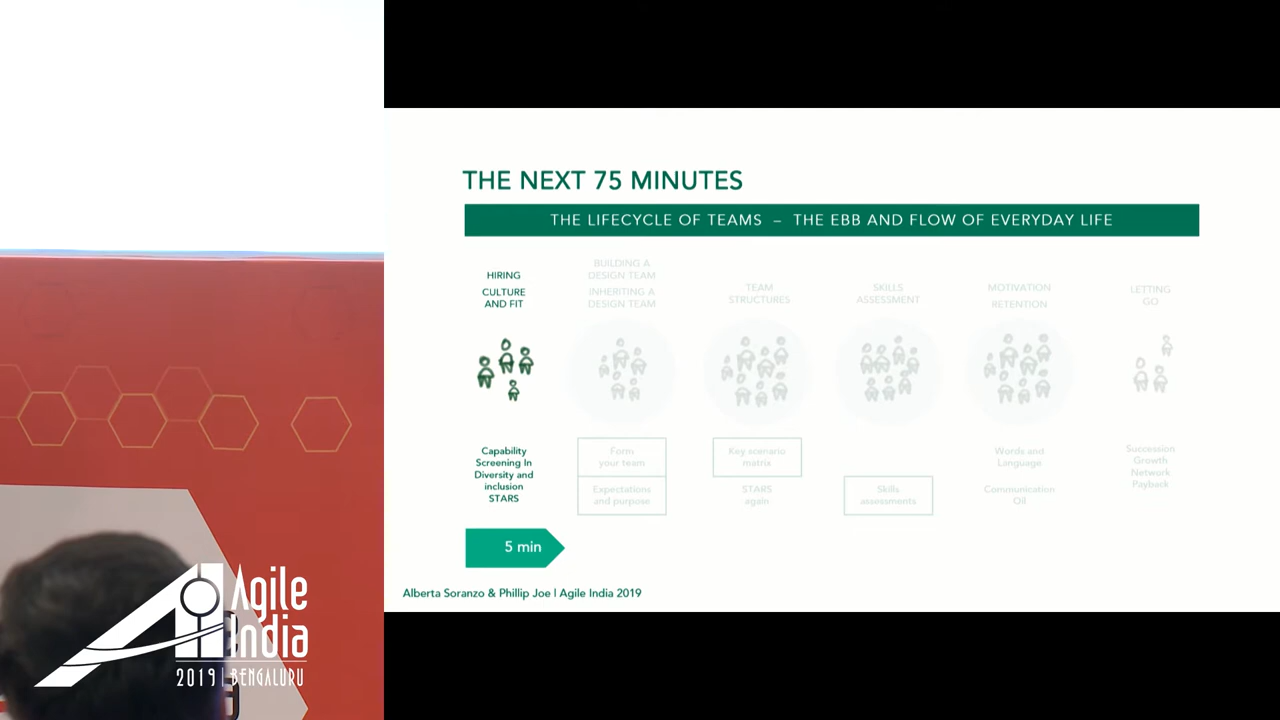 THE NEXT 75 MINUTES
THE LIFECYCLE OF TEAMS – THE EBB AND FLOW OF EVERYDAY LIFE
HIRING
CULTURE
AND FIT
BUILDING A
DESIGN TEAM
INHERITING A
DESIGN TEAM
TEAM
STRUCTURES
SKILLS
ASSESSMENT
MOTIVATION
RETENTION
LETTING
GO
Capability
Screening In
Diversity and
inclusion
STARS
Form
your team
Expectations
and purpose
Key scenario
matrix
STARS
again
Skills
assessments
Words and
Language
Communication
Oil
Succession
Growth
Network
Payback
5 min
Alberta Soranzo & Phillip Joe | Agile India 2019
Agile
India
2019 | BENGALURU